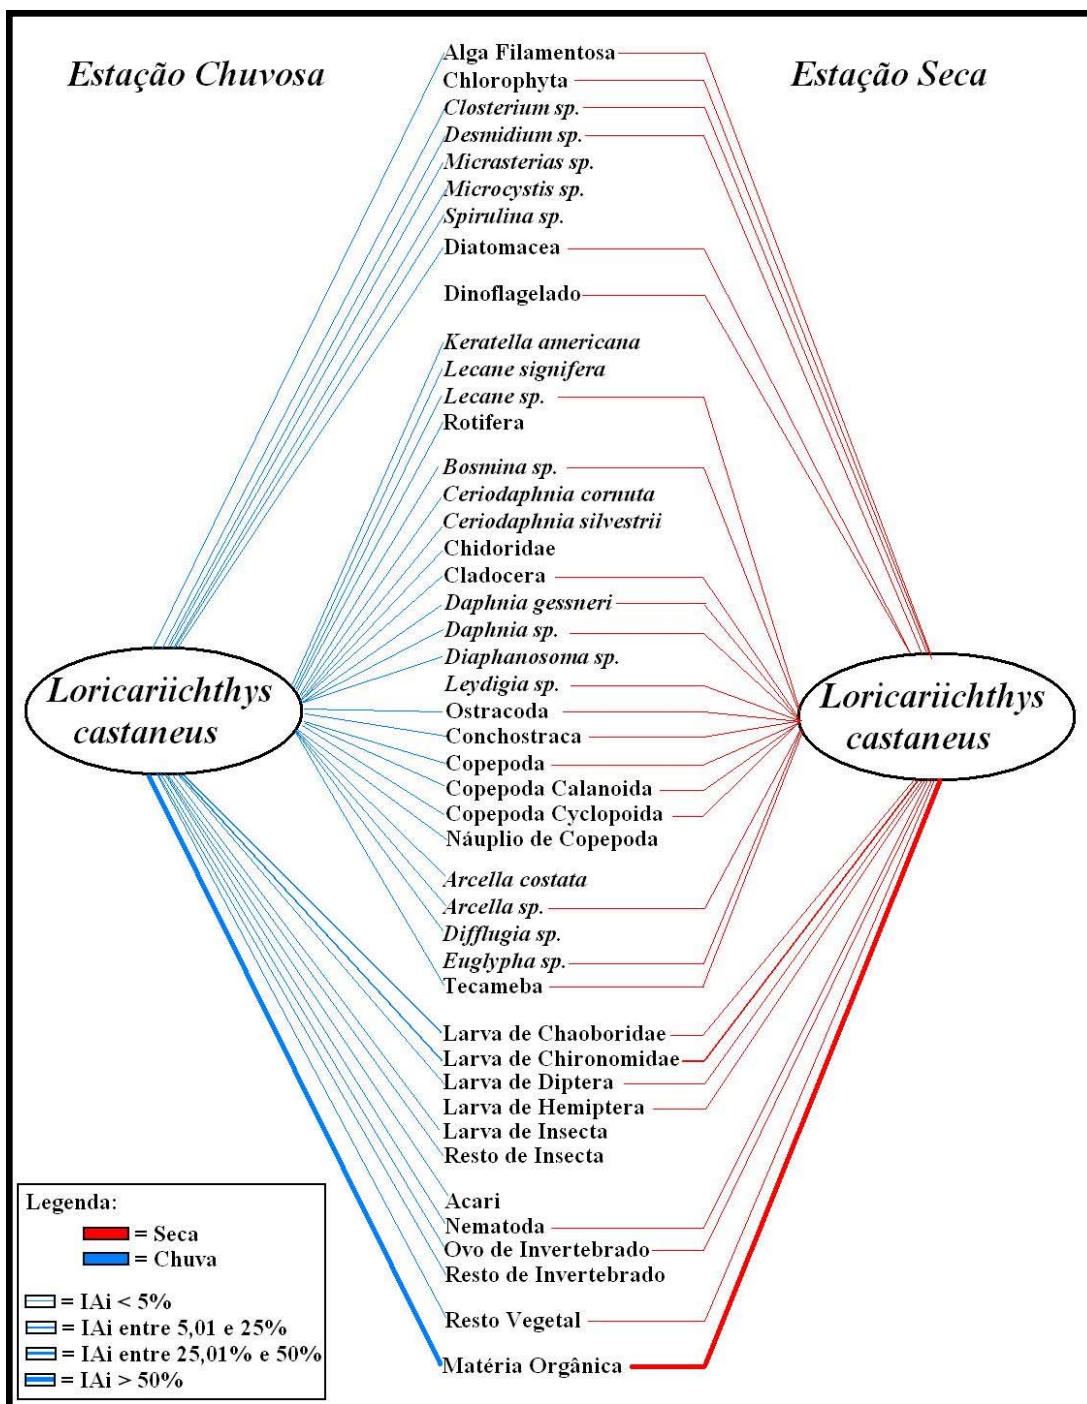 Estação Chuvosa
Estação Seca
Alga Filamentosa
Chlorophyta
Closterium sp.
Desmidium sp.
Micrasterias sp.
Microcystis sp.
Spirulina sp.
Diatomacea
Dinoflagelado
Keratella americana
Lecane signifera
Lecane sp.
Rotifera
Bosmina sp.
Ceriodaphnia cornuta
Ceriodaphnia silvestrii
Chidoridae
Cladocera
Daphnia gessneri
Daphnia sp.
Diaphanosoma sp.
Leydigia sp.
Ostracoda
Conchostraca
Copepoda
Copepoda Calanoida
Copepoda Cyclopoida
Náuplio de Copepoda
Arcella costata
Arcella sp.
Difflugia sp.
Euglypha sp.
Tecameba
Larva de Chaoboridae
Larva de Chironomidae
Larva de Diptera
Larva de Hemiptera
Larva de Insecta
Resto de Insecta
Acari
Nematoda
Ovo de Invertebrado
Resto de Invertebrado
Resto Vegetal
Matéria Orgânica
Loricariichthys
castaneus
Loricariichthys
castaneus
Legenda:
= Seca
= Chuva
= IAi < 5%
= IAi entre 5,01 e 25%
= IAi entre 25,01% e 50%
= IAi > 50%